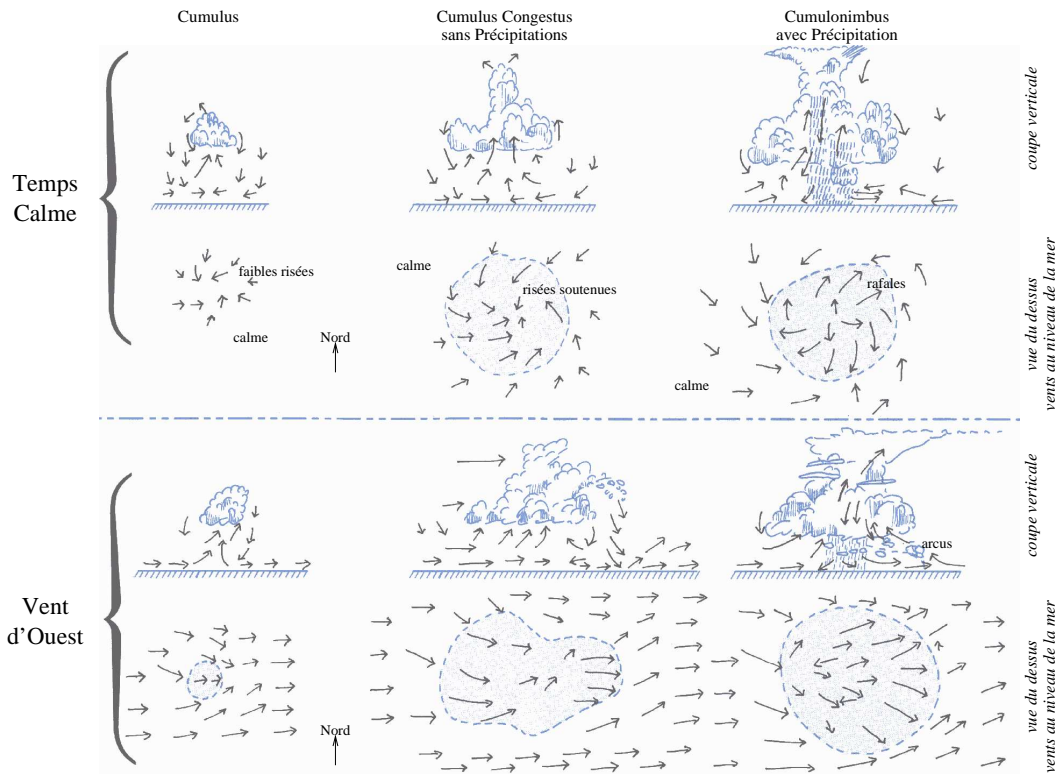 Cumulus
Cumulus Congestus
sans Précipitations
Cumulonimbus
avec Précipitation
Temps
Calme
coupe verticale
faibles risées
calme
Nord
calme
risées soutenues
rafales
calme
vue du dessus
vents au niveau de la mer
Vent
d’Ouest
coupe verticale
arcus
Nord
vue du dessus
vents au niveau de la mer